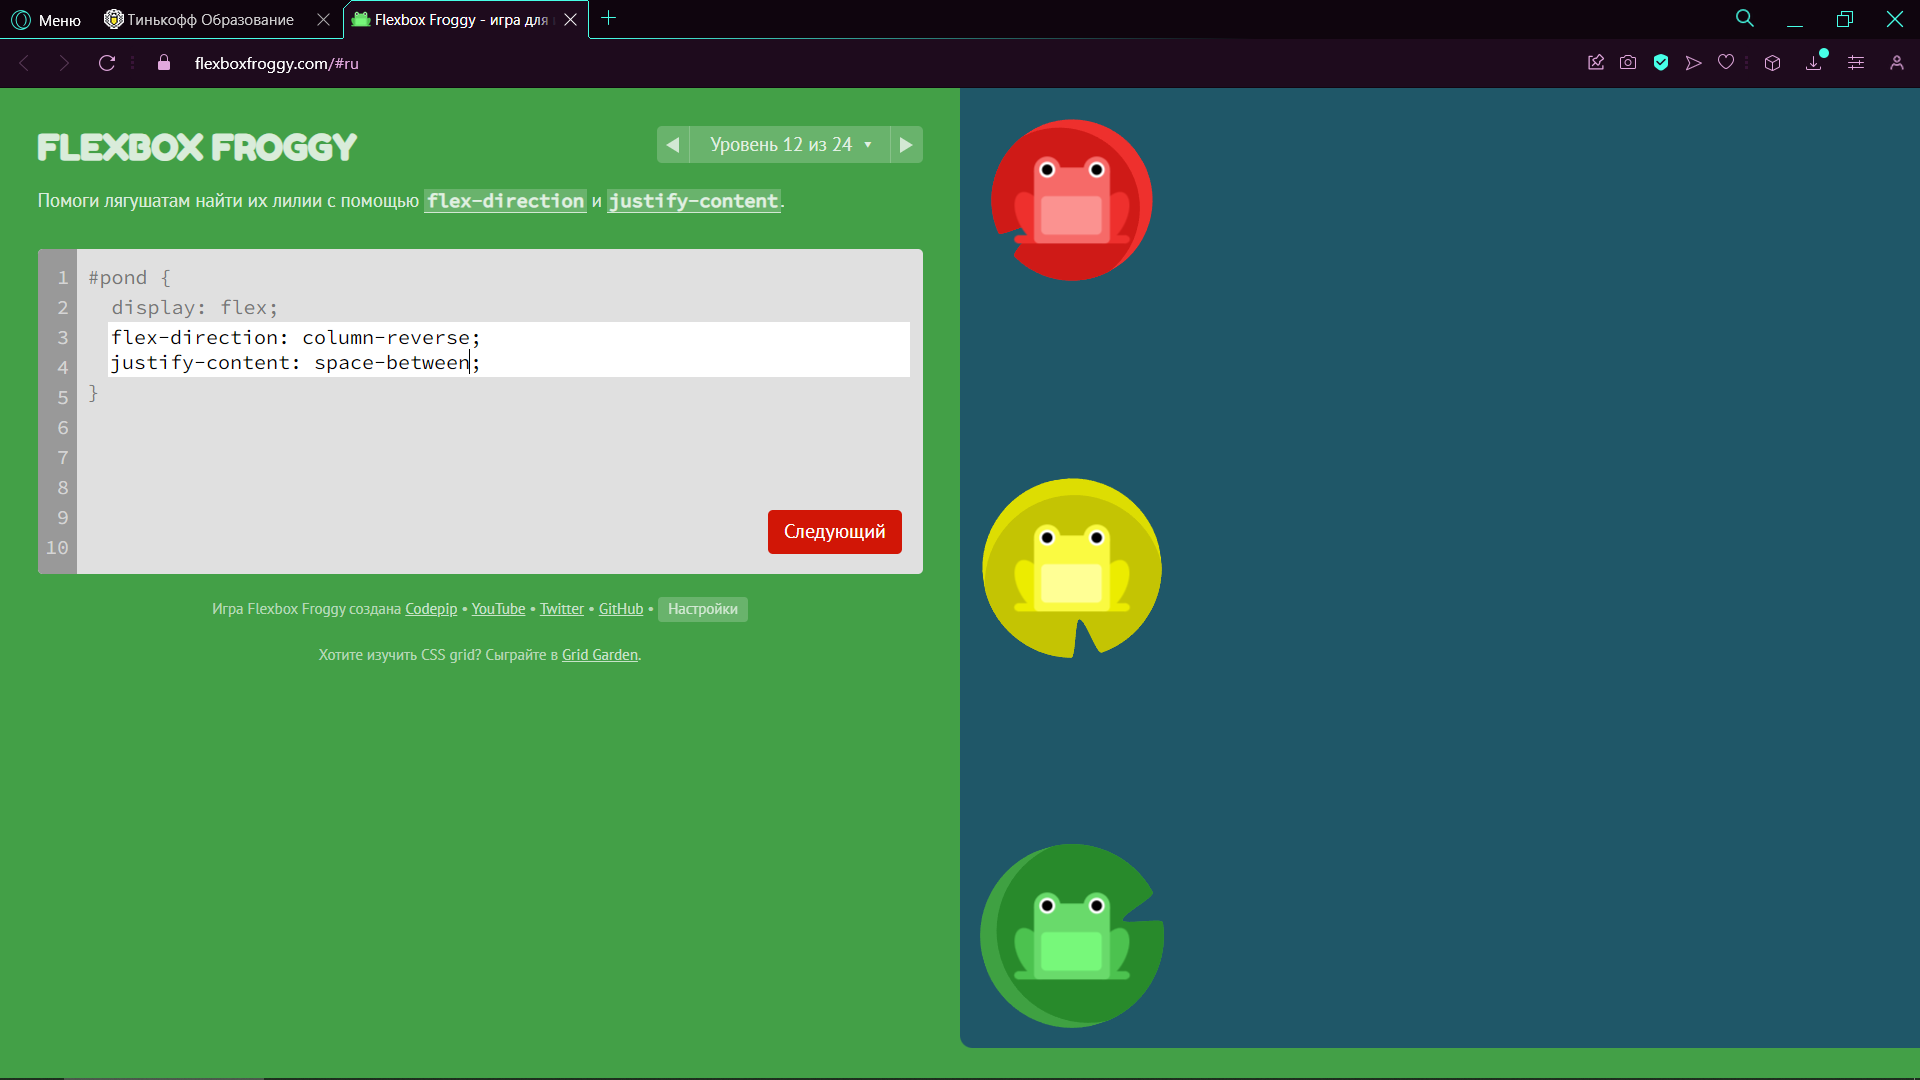 Меню
Тинькофф Образование
Flexbox Froggy - игра для
flexboxfroggy.com/#ru
FLEXBOX FROGGY
Уровень 12 из 24
Помоги лягушатам найти их лилии с помощью flex-direction и justify-content.
1 #pond {
2 display: flex;
3 flex-direction: column-reverse;
4 justify-content: space-between;
5 }
6
7
8
9
10
Следующий
Игра Flexbox Froggy создана Codepip • YouTube • Twitter • GitHub • Настройки
Хотите изучить CSS grid? Сыграйте в Grid Garden.